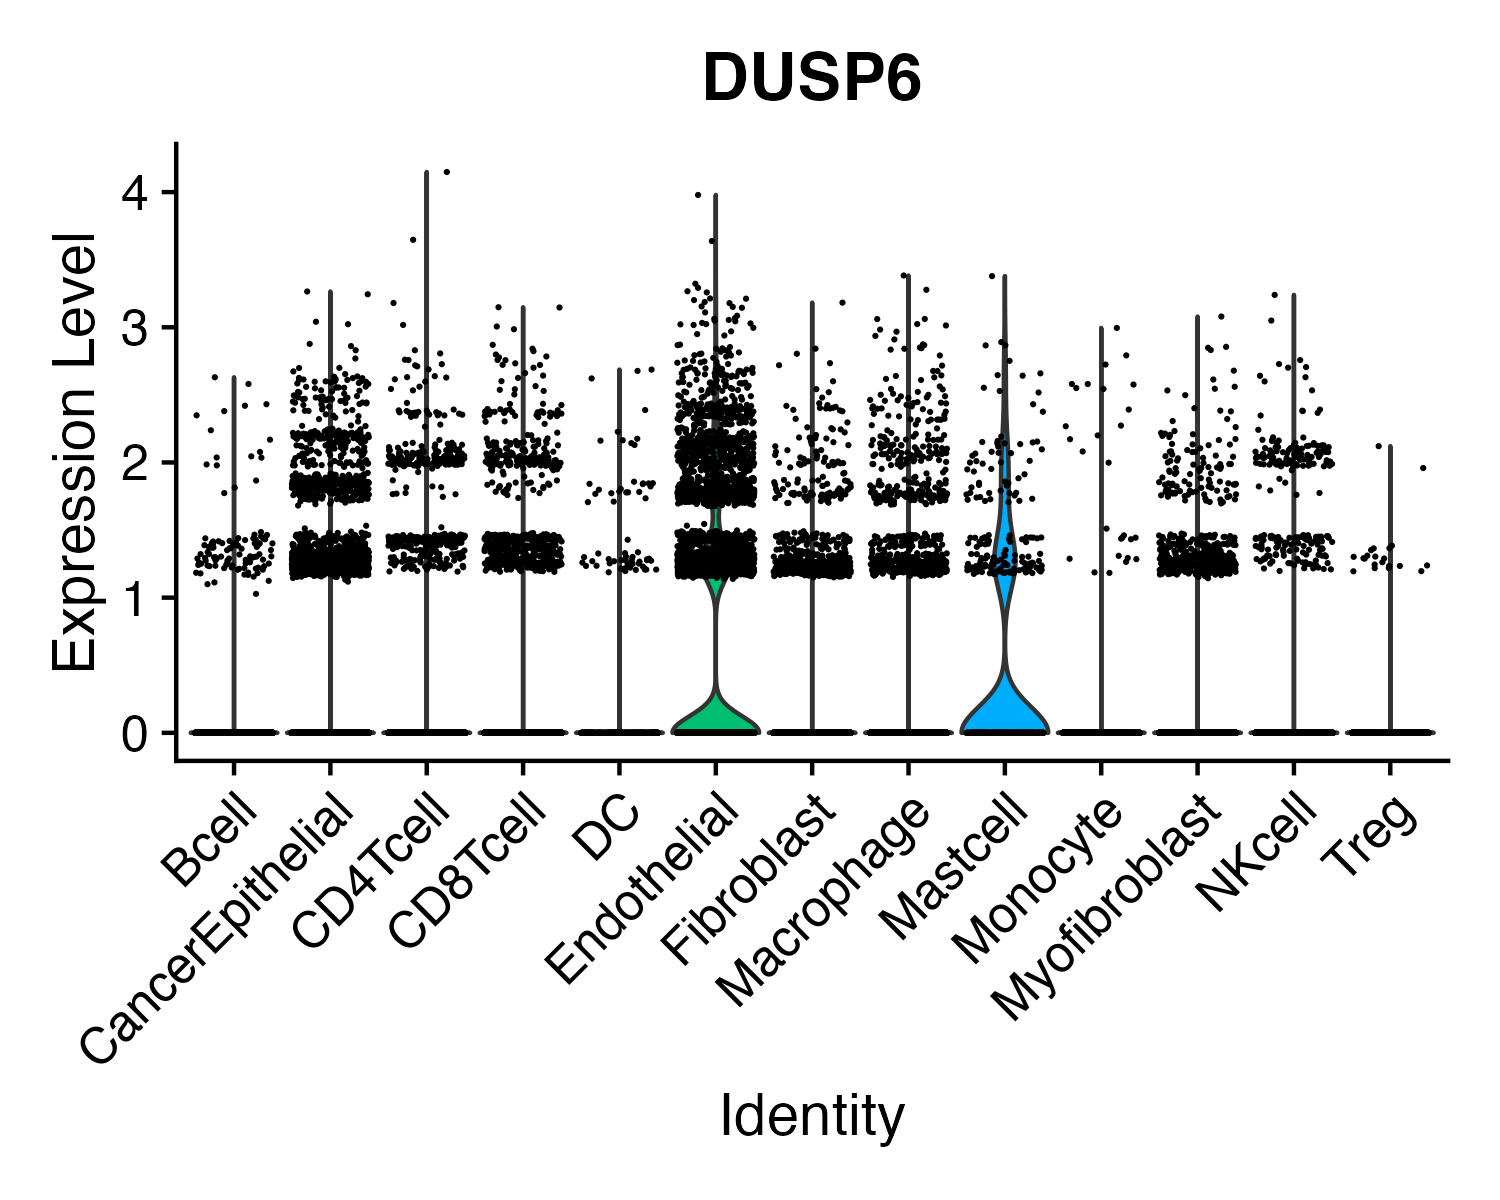 DUSP6
Expression Level
4
3
2
1
0
Bcell
CancerEpithelial
CD4Tcell
CD8Tcell
DC
Endothelial
Fibroblast
Macrophage
Mastcell
Monocyte
Myofibroblast
NKcell
Treg
Identity